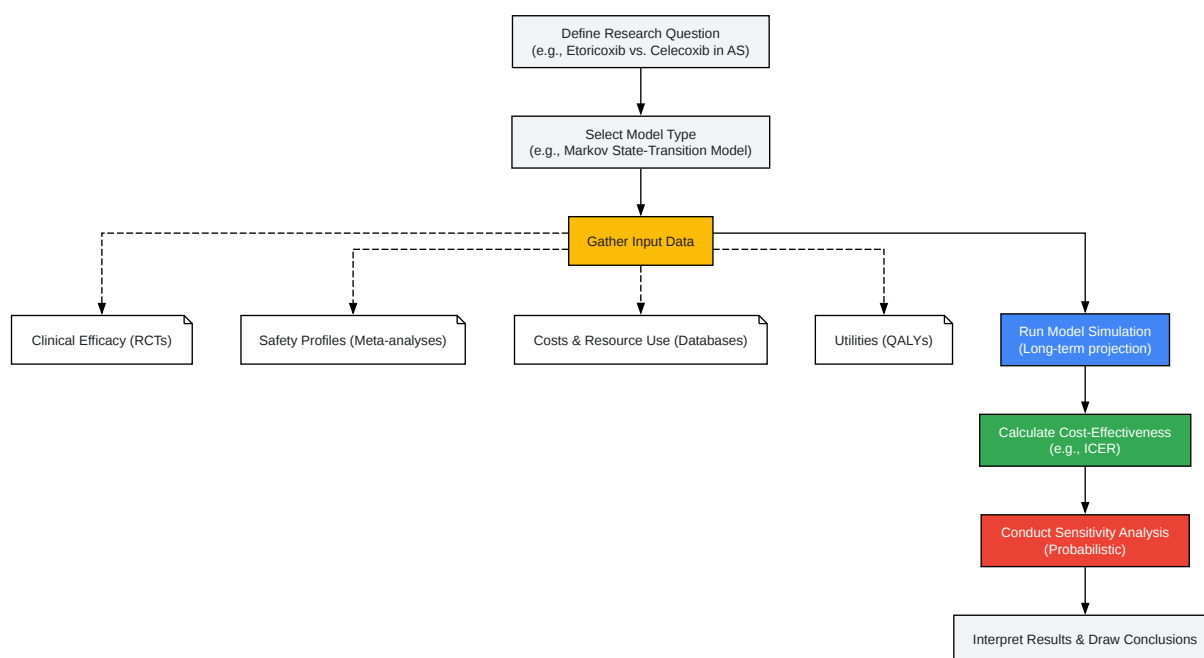 Define Research Question
(e.g., Etoricoxib vs. Celecoxib in AS)
Select Model Type
(e.g., Markov State-Transition Model)
Gather Input Data
Clinical Efficacy (RCTs)
Safety Profiles (Meta-analyses)
Costs & Resource Use (Databases)
Utilities (QALYs)
Run Model Simulation
(Long-term projection)
Calculate Cost-Effectiveness
(e.g., ICER)
Conduct Sensitivity Analysis
(Probabilistic)
Interpret Results & Draw Conclusions